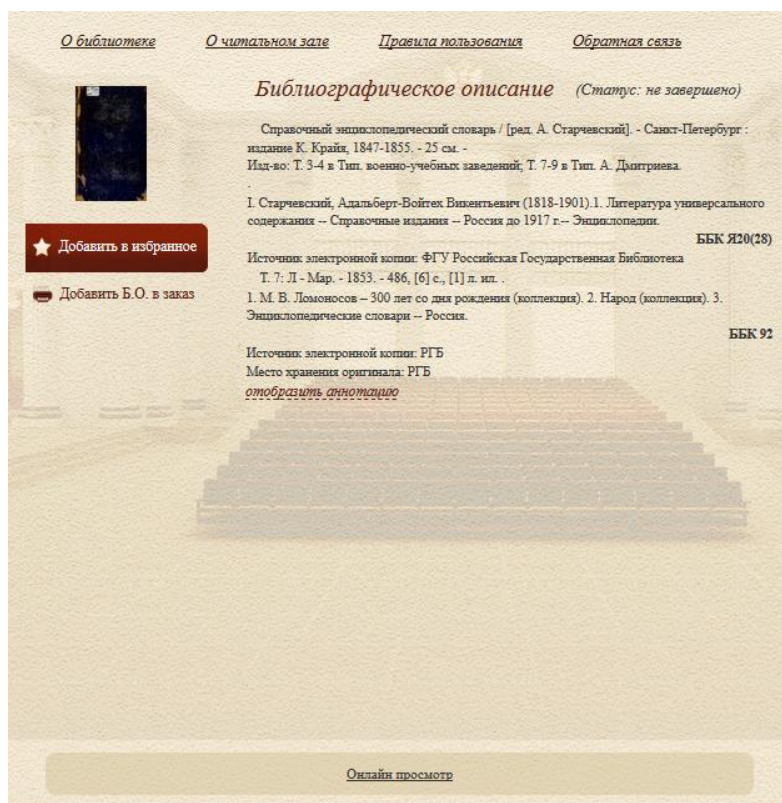 О библиотеке
О читальном зале
Правила пользования
Обратная связь
Библиографическое описание (Статус: не завершено)
Справочный энциклопедический словарь / [ред. А. Старчевский]. - Санкт-Петербург :
издание К. Крайя, 1847-1855. - 25 см. -
Изд-во: Т. 3-4 в Тип. военно-учебных заведений; Т. 7-9 в Тип. А. Дмитриева.
.
I. Старчевский, Адальберт-Войтех Викентьевич (1818-1901).1. Литература универсального
содержания -- Справочные издания -- Россия до 1917 г.-- Энциклопедии.
ББК Я20(28)
Источник электронной копии: ФГУ Российская Государственная Библиотека
Т. 7: Л - Мар. - 1853. - 486, [6] с., [1] л. ил. .
1. М. В. Ломоносов – 300 лет со дня рождения (коллекция). 2. Народ (коллекция). 3.
Энциклопедические словари -- Россия.
ББК 92
Источник электронной копии: РГБ
Место хранения оригинала: РГБ
отобразить аннотацию
Добавить в избранное
Добавить Б.О. в заказ
Онлайн просмотр